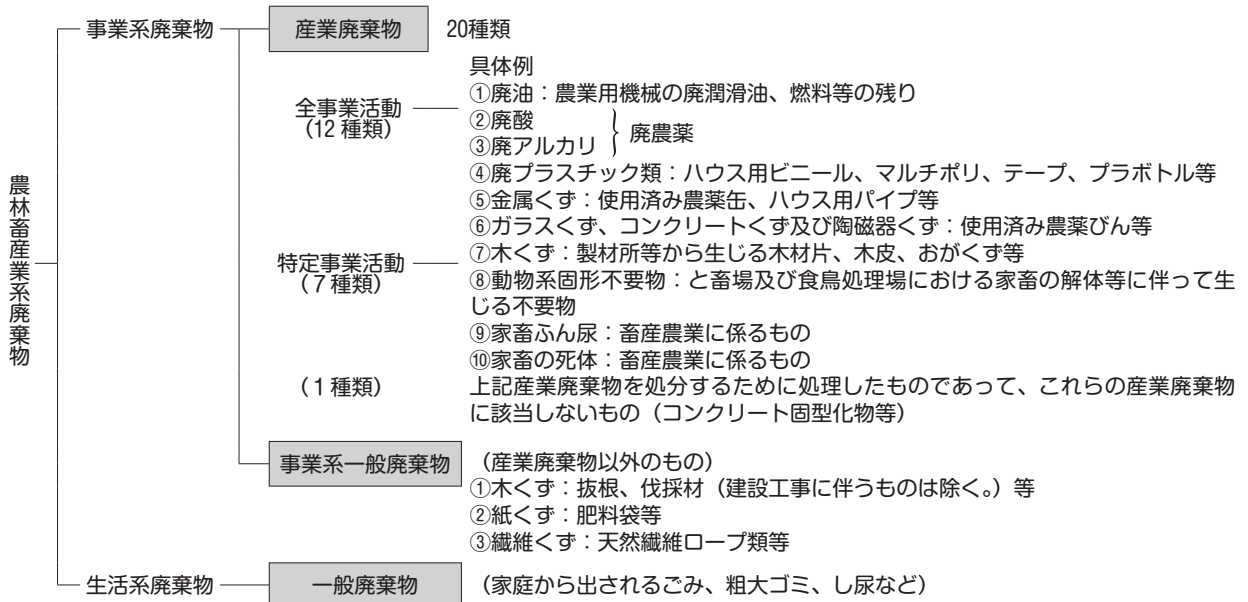 農林畜産業系廃棄物
事業系廃棄物
産業廃棄物 20種類
具体例
全事業活動
(12種類)
①廃油：農業用機械の廃潤滑油、燃料等の残り
②廃酸
③廃アルカリ
廃農薬
④廃プラスチック類：ハウス用ビニール、マルチポリ、テープ、プラボトル等
⑤金属くず：使用済み農薬缶、ハウス用パイプ等
⑥ガラスくず、コンクリートくず及び陶磁器くず：使用済み農薬びん等
特定事業活動
(7種類)
⑦木くず：製材所等から生じる木材片、木皮、おがくず等
⑧動物系固形不要物：と畜場及び食鳥処理場における家畜の解体等に伴って生
じる不要物
⑨家畜ふん尿：畜産農業に係るもの
⑩家畜の死体：畜産農業に係るもの
(1種類)
上記産業廃棄物を処分するために処理したものであって、これらの産業廃棄物
に該当しないもの（コンクリート固型化物等）
事業系一般廃棄物 （産業廃棄物以外のもの）
①木くず：抜根、伐採材（建設工事に伴うものは除く。）等
②紙くず：肥料袋等
③繊維くず：天然繊維ロープ類等
生活系廃棄物 一般廃棄物 （家庭から出されるごみ、粗大ゴミ、し尿など）